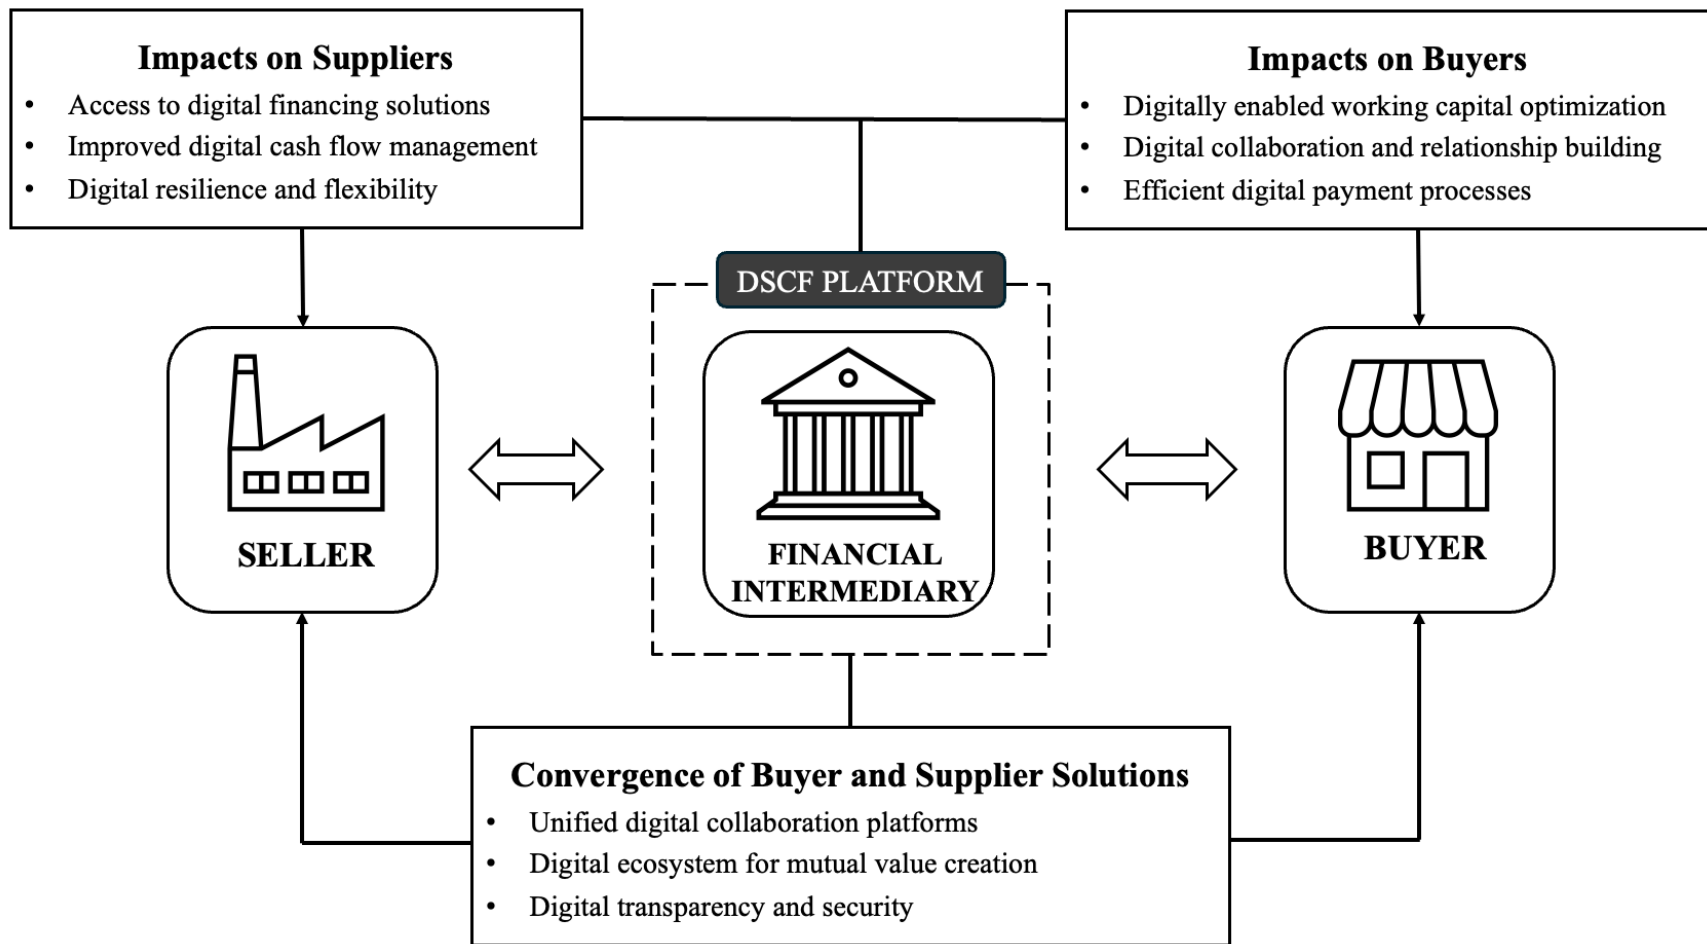 Impacts on Suppliers
• Access to digital financing solutions
• Improved digital cash flow management
• Digital resilience and flexibility
Impacts on Buyers
• Digitally enabled working capital optimization
• Digital collaboration and relationship building
• Efficient digital payment processes
DSCF PLATFORM
SELLER
FINANCIAL
INTERMEDIARY
BUYER
Convergence of Buyer and Supplier Solutions
• Unified digital collaboration platforms
• Digital ecosystem for mutual value creation
• Digital transparency and security